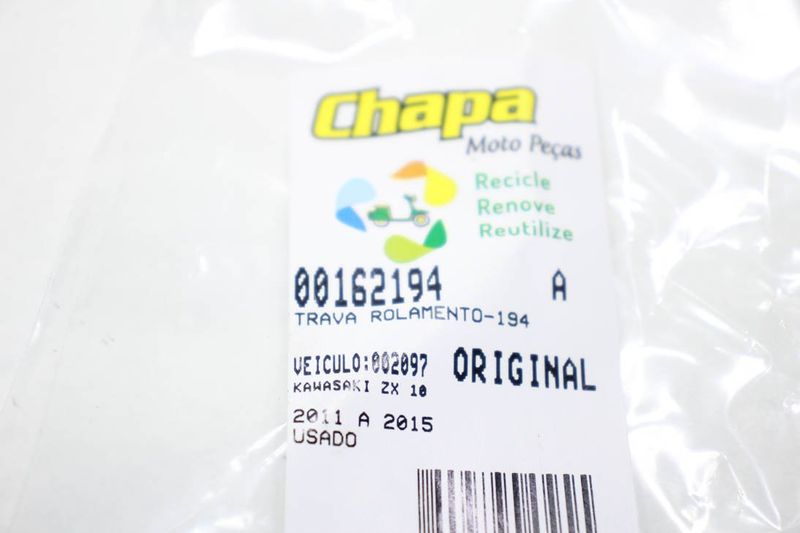 Chapa
Moto Peças
Recicle
Renove
Reutilize
00162194 A
TRAVA ROLAMENTO-194
VEICULO:002097 ORIGINAL
KAWASAKI ZX 10
2011 A 2015
USADO